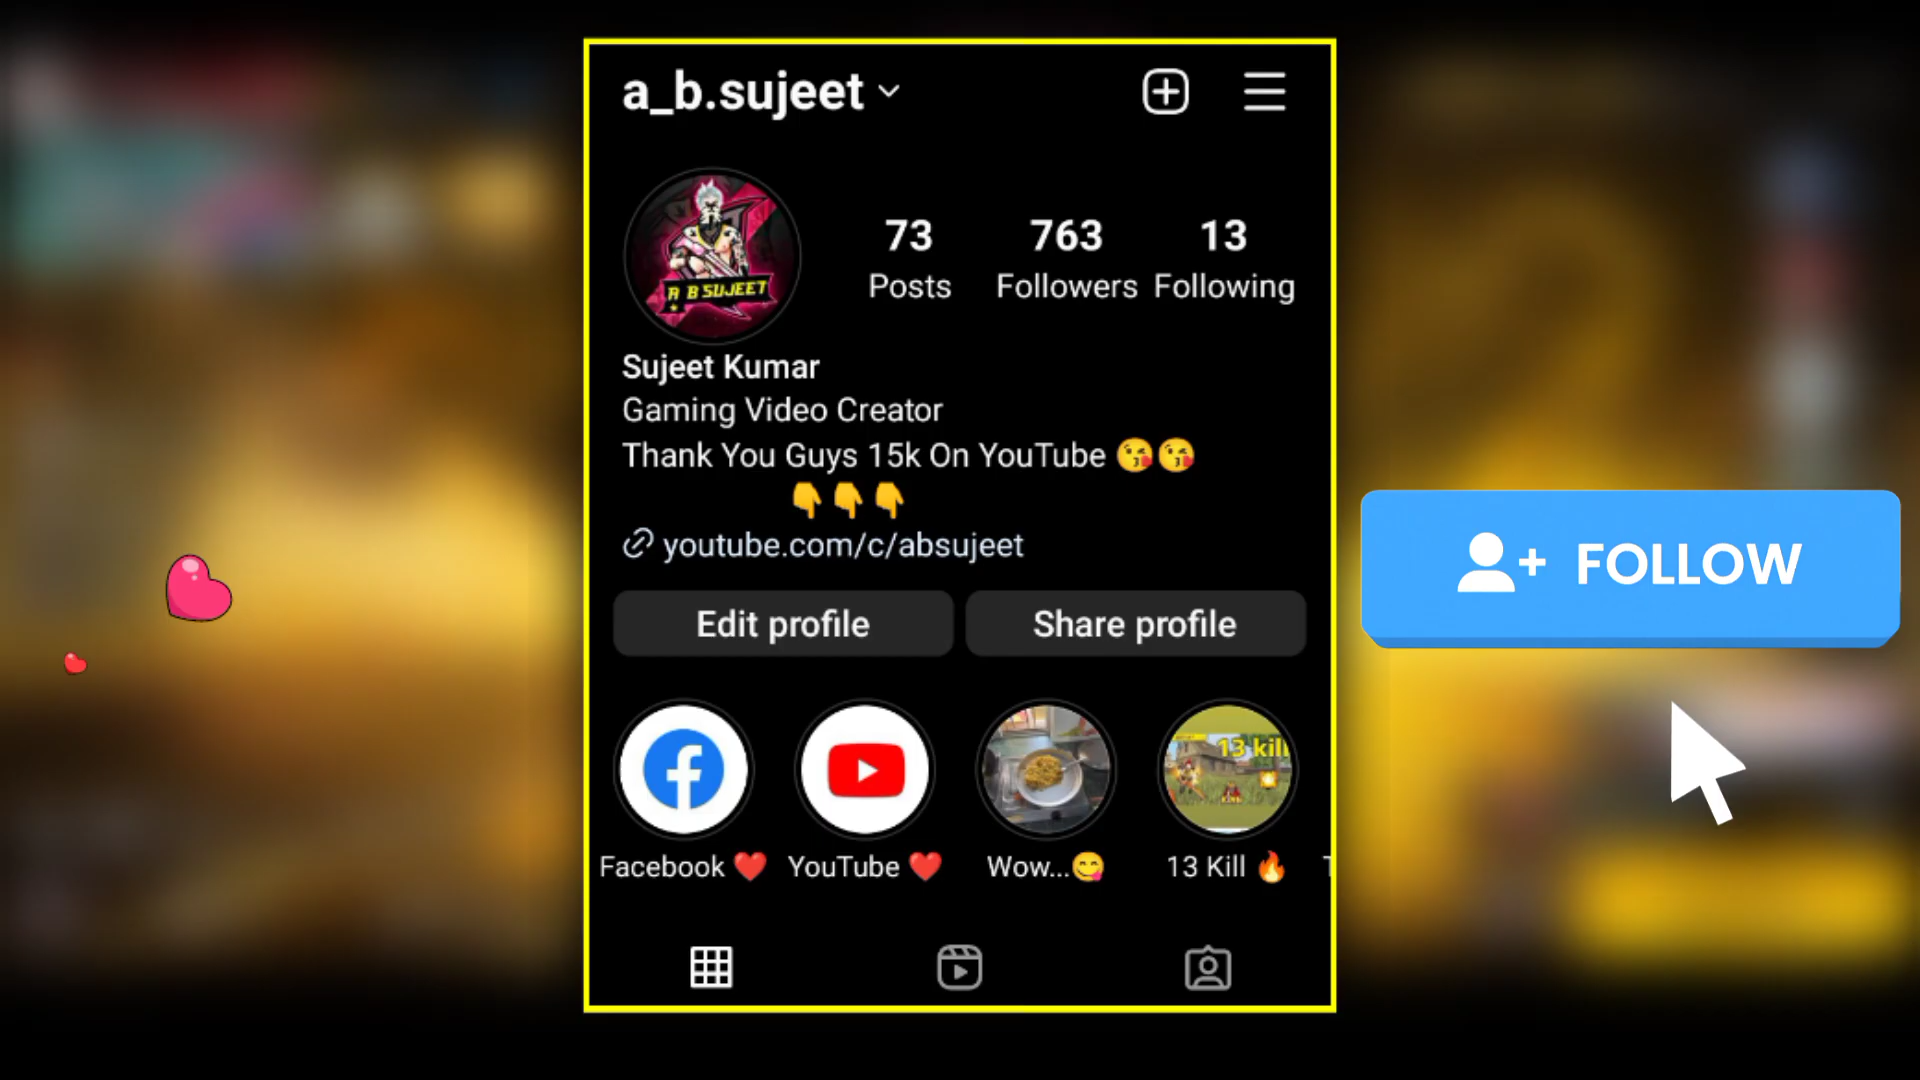 a_b.sujeet
A B SUJEET
73
Posts
763
Followers
13
Following
Sujeet Kumar
Gaming Video Creator
Thank You Guys 15k On YouTube 😘😘
👇👇👇
youtube.com/c/absujeet
FOLLOW
Edit profile
Share profile
13 kill
Facebook ❤️
YouTube ❤️
Wow...😋
13 Kill 🔥
T